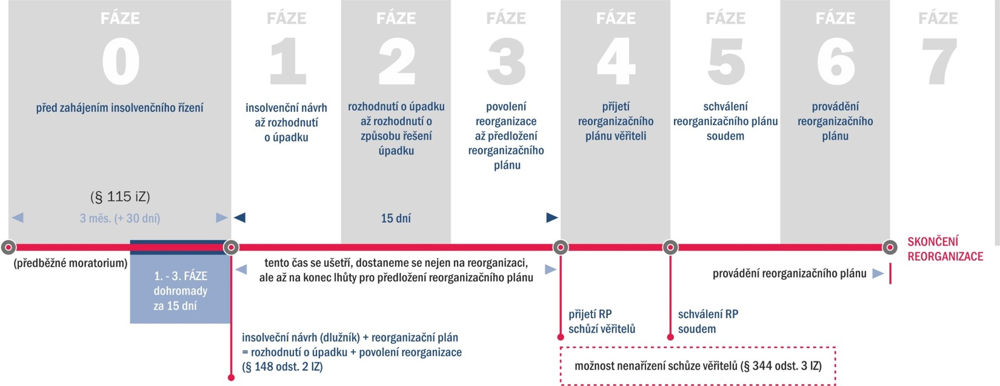 FÁZE
0
před zahájením insolvenčního řízení
(§ 115 iZ)
3 měs. (+ 30 dní)
FÁZE
1
insolvenční návrh
až rozhodnutí
o úpadku
FÁZE
2
rozhodnutí o úpadku
až rozhodnutí o
způsobu řešení
úpadku
15 dní
FÁZE
3
povolení
reorganizace
až předložení
reorganizačního
plánu
FÁZE
4
příjetí
reorganizačního
plánu věřiteli
FÁZE
5
schválení
reorganizačního plánu
soudem
FÁZE
6
provádění
reorganizačního
plánu
FÁZE
7
SKONČENÍ
REORGANIZACE
(předběžné moratorium)
1. - 3. FÁZE
dohromady
za 15 dní
tento čas se ušetří, dostaneme se nejen na reorganizaci,
ale až na konec lhůty pro předložení reorganizačního plánu
provádění reorganizačního plánu
insolveční návrh (dlužník) + reorganizační plán
= rozhodnutí o úpadku + povolení reorganizace
(§ 148 odst. 2 IZ)
přijetí RP
schůzí věřitelů
schválení RP
soudem
možnost nenařízení schůze věřitelů (§ 344 odst. 3 IZ)